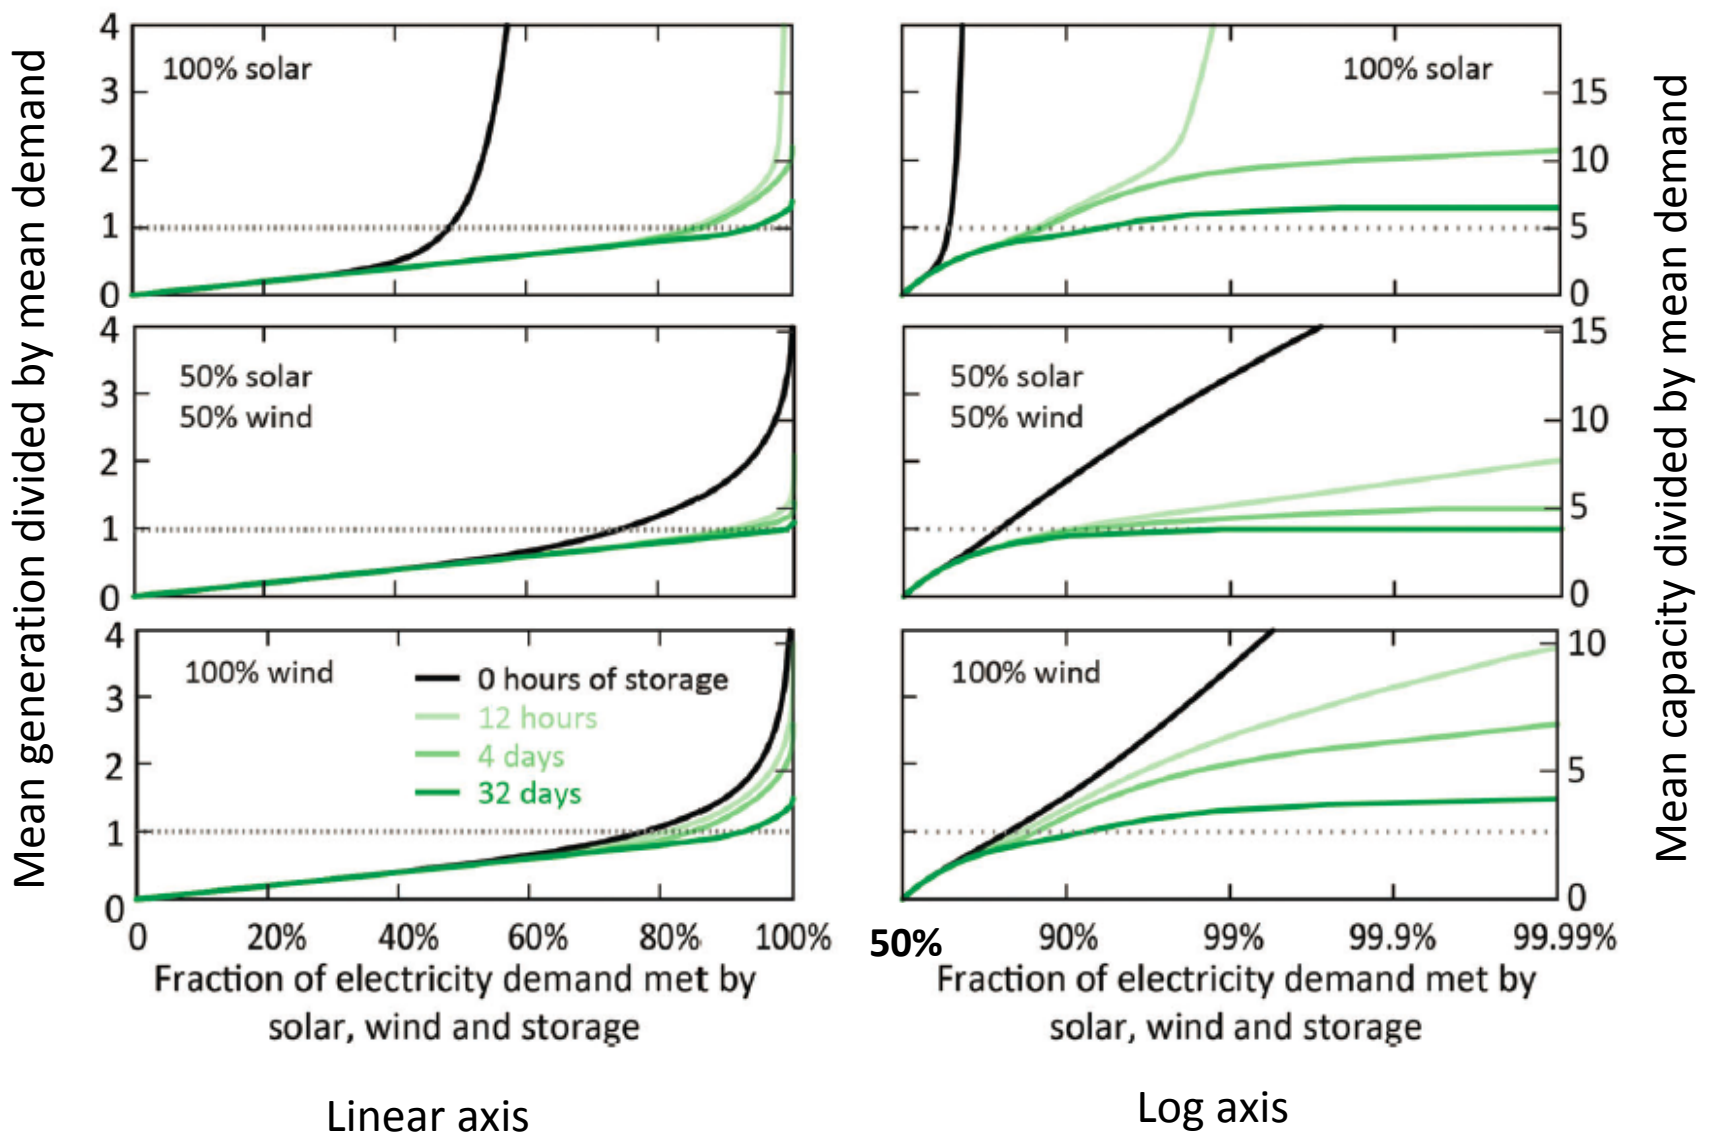 Mean generation divided by mean demand
4
3
2
1
0
100% solar
100% solar
15
10
5
0
4
3
2
1
0
50% solar
50% wind
50% solar
50% wind
15
10
5
0
4
3
2
1
0
100% wind
0 hours of storage
12 hours
4 days
32 days
100% wind
10
5
0
Mean capacity divided by mean demand
0 20% 40% 60% 80% 100%
Fraction of electricity demand met by
solar, wind and storage
Linear axis
50% 90% 99% 99.9% 99.99%
Fraction of electricity demand met by
solar, wind and storage
Log axis